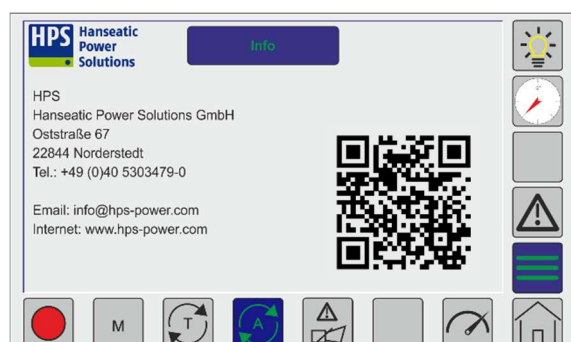 HPS Hanseatic
Power
Solutions
Info
HPS
Hanseatic Power Solutions GmbH
Oststraße 67
22844 Norderstedt
Tel.: +49 (0)40 5303479-0
Email: info@hps-power.com
Internet: www.hps-power.com
M
T
A